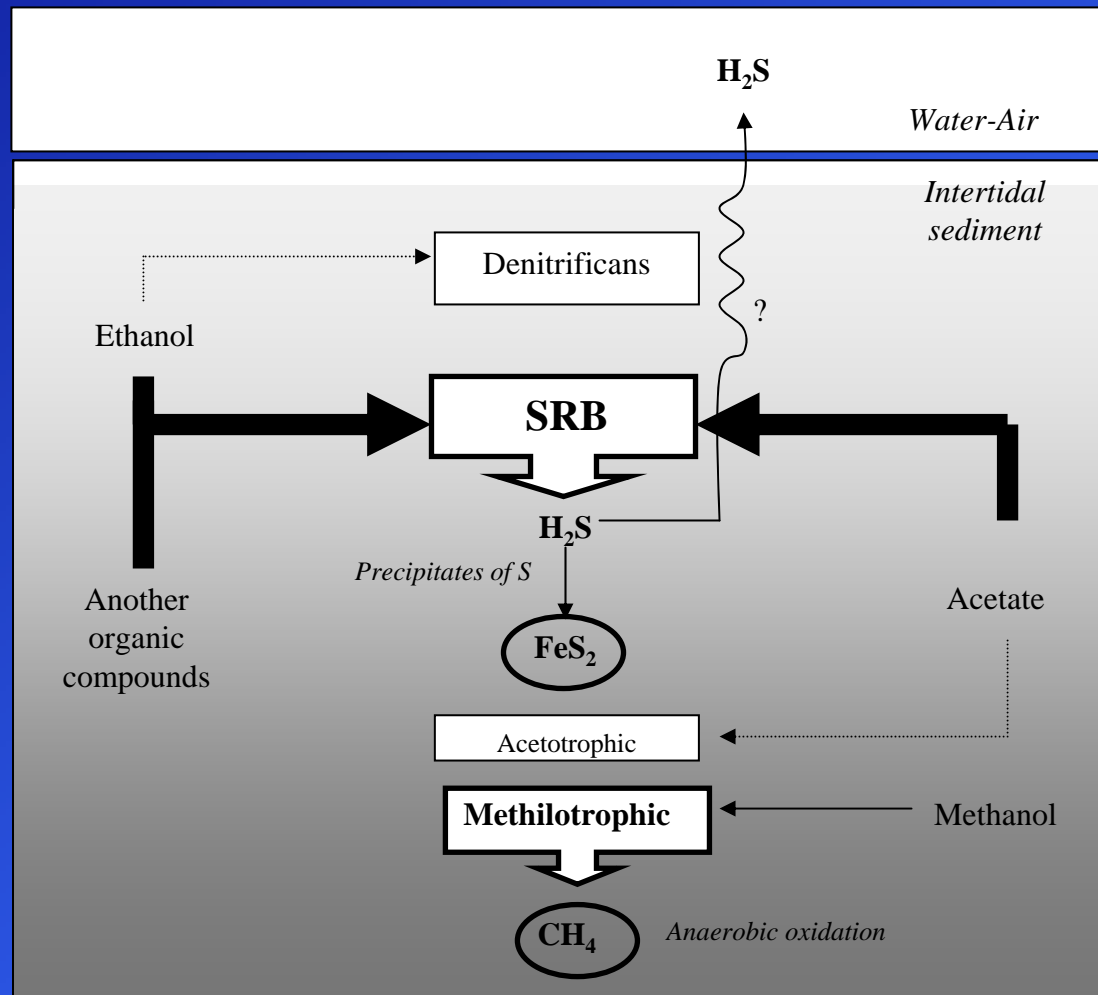 H₂S
Water-Air
Intertidal
sediment
Denitrificans
?
Ethanol
SRB
H₂S
Precipitates of S
Another
organic
compounds
Acetate
FeS₂
Acetotrophic
Methilotrophic
Methanol
CH₄
Anaerobic oxidation